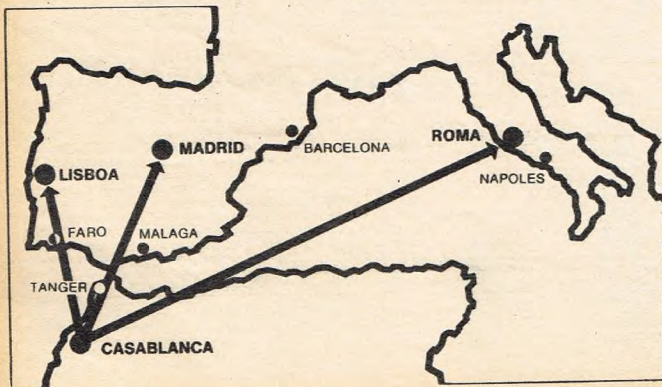 MADRID
BARCELONA
ROMA
LISBOA
NAPOLES
FARO
MALAGA
TANGER
CASABLANCA